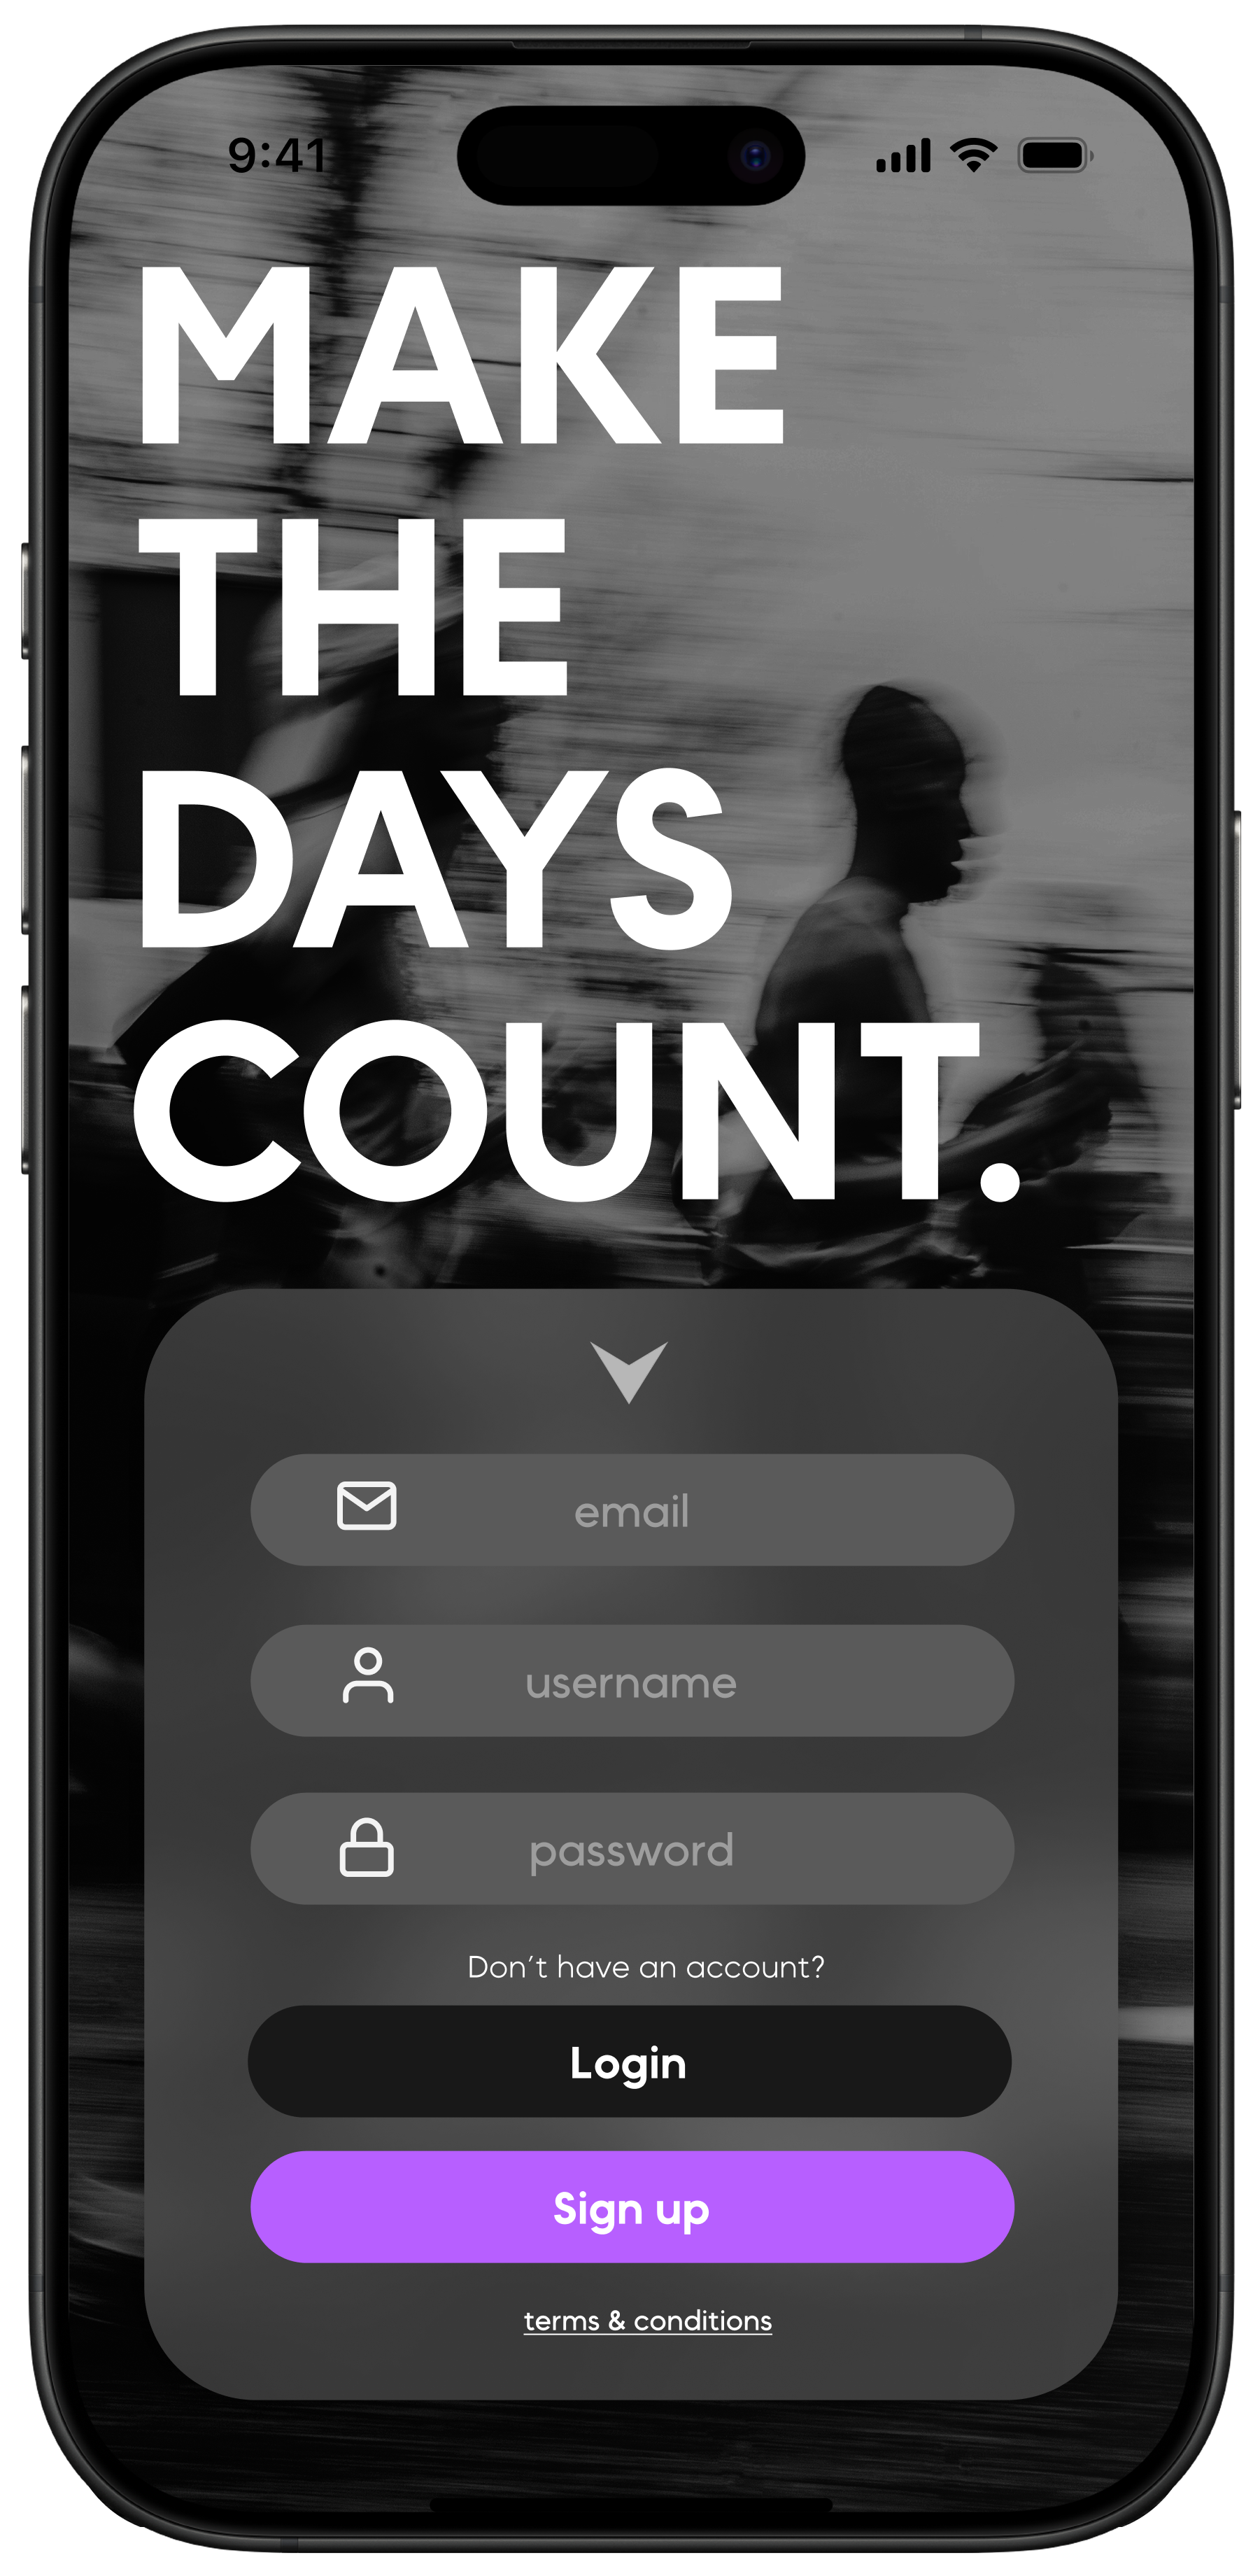 9:41
MAKE
THE
DAYS
COUNT.
email
username
password
Don't have an account?
Login
Sign up
terms & conditions